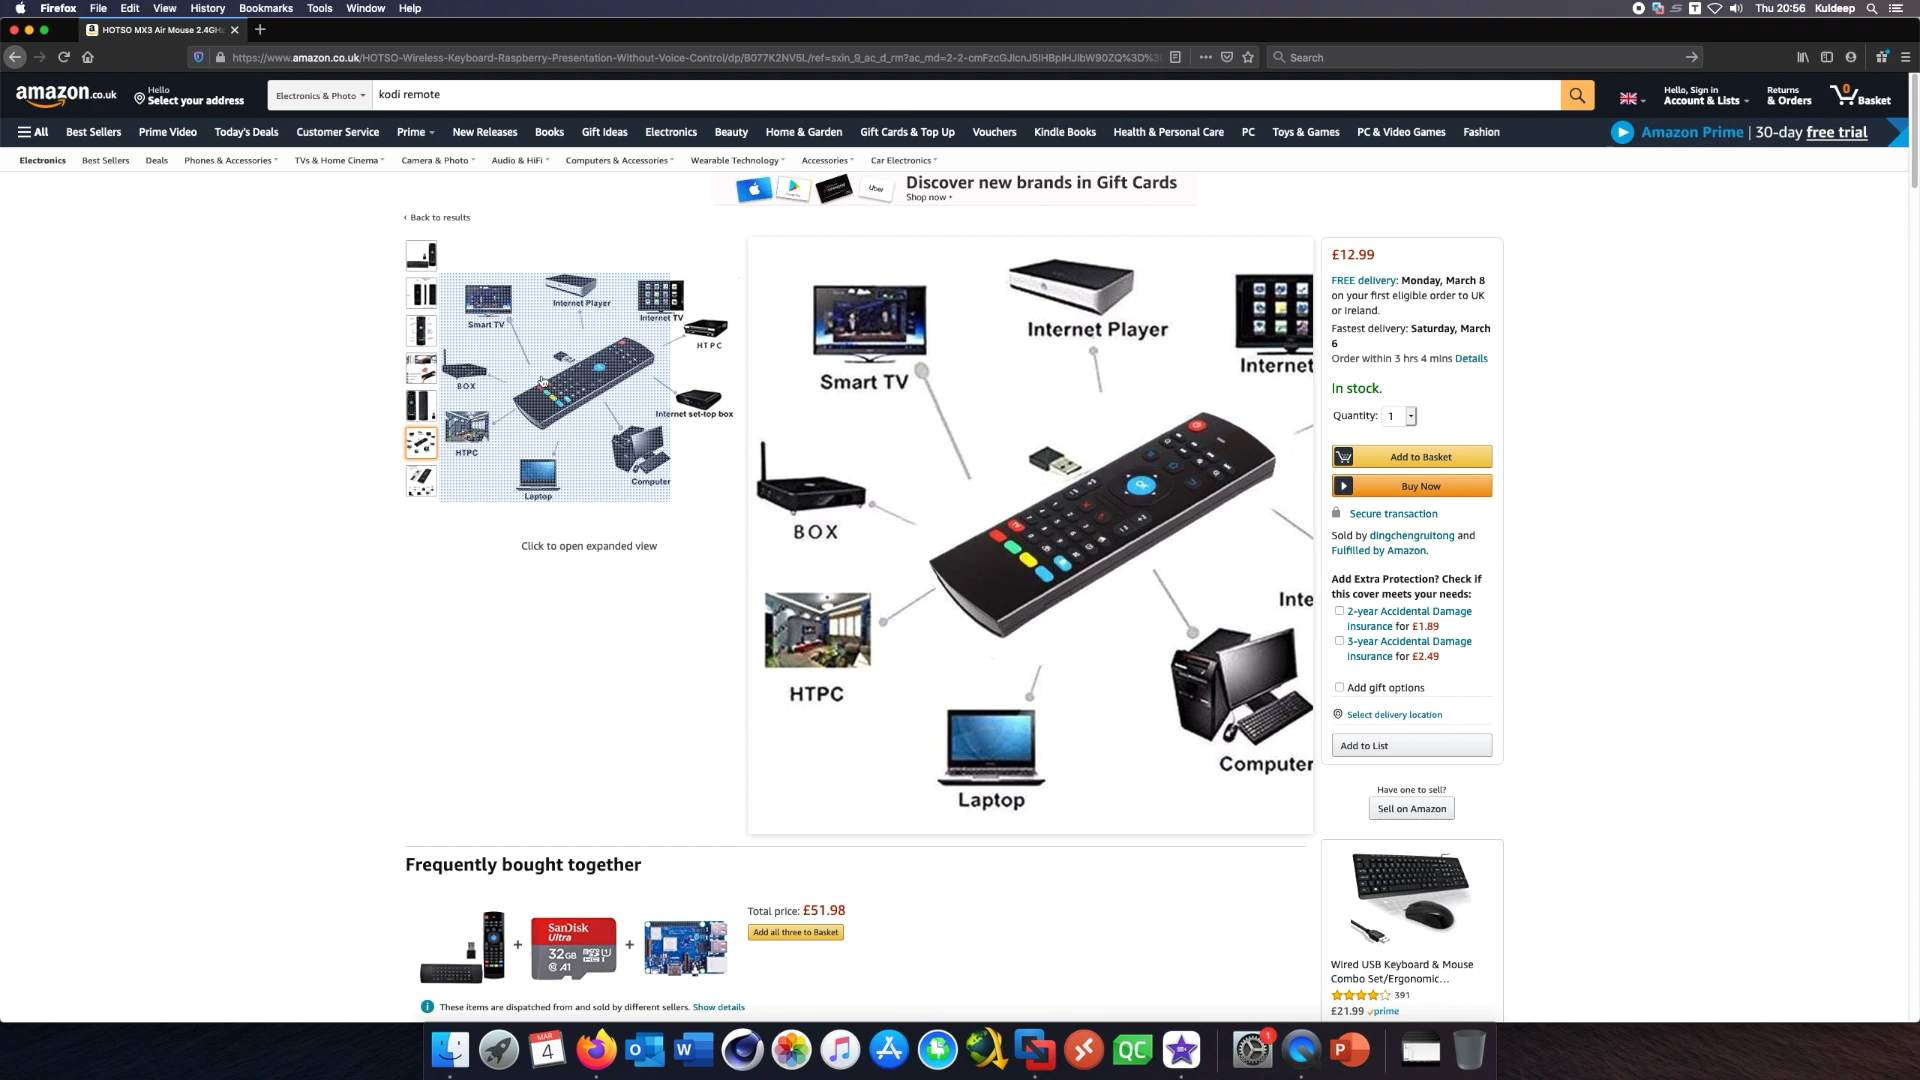 Firefox File Edit View History Bookmarks Tools Window Help
Thu 20:56 Kuldeep
HOTSO MX3 Air Mouse 2.4GHz
https://www.amazon.co.uk/HOTSO-Wireless-Keyboard-Raspberry-Presentation-Without-Voice-Control/dp/B077K2NV5L/ref=sxin_9_ac_d_rm?ac_md=2-2-cmFzcGJlcnJ5IHBpIHJlbW90ZQ%3D%3
Search
amazon.co.uk
Hello
Select your address
Electronics & Photo
kodi remote
Hello, Sign in
Account & Lists
Returns
& Orders
0
Basket
All Best Sellers Prime Video Today's Deals Customer Service Prime New Releases Books Gift Ideas Electronics Beauty Home & Garden Gift Cards & Top Up Vouchers Kindle Books Health & Personal Care PC Toys & Games PC & Video Games Fashion
Amazon Prime | 30-day free trial
Electronics Best Sellers Deals Phones & Accessories TVs & Home Cinema Camera & Photo Audio & HiFi Computers & Accessories Wearable Technology Accessories Car Electronics
Uber
Discover new brands in Gift Cards
Shop now
‹ Back to results
Internet Player
Smart TV
Internet TV
HTPC
BOX
Internet set-top box
HTPC
Computer
Laptop
Click to open expanded view
Internet Player
Smart TV
Internet
BOX
OK
TV
HTPC
Inte
Computer
Laptop
£12.99
FREE delivery: Monday, March 8
on your first eligible order to UK
or Ireland.
Fastest delivery: Saturday, March
6
Order within 3 hrs 4 mins Details
In stock.
Quantity: 1
Add to Basket
Buy Now
Secure transaction
Sold by dingchengruitong and
Fulfilled by Amazon.
Add Extra Protection? Check if
this cover meets your needs:
2-year Accidental Damage
insurance for £1.89
3-year Accidental Damage
insurance for £2.49
Add gift options
Select delivery location
Add to List
Have one to sell?
Sell on Amazon
Frequently bought together
SanDisk
Ultra
32GB
A1
Total price: £51.98
Add all three to Basket
These items are dispatched from and sold by different sellers. Show details
Wired USB Keyboard & Mouse
Combo Set/Ergonomic…
391
£21.99 prime
MAR
4
O
W
QC
1
P